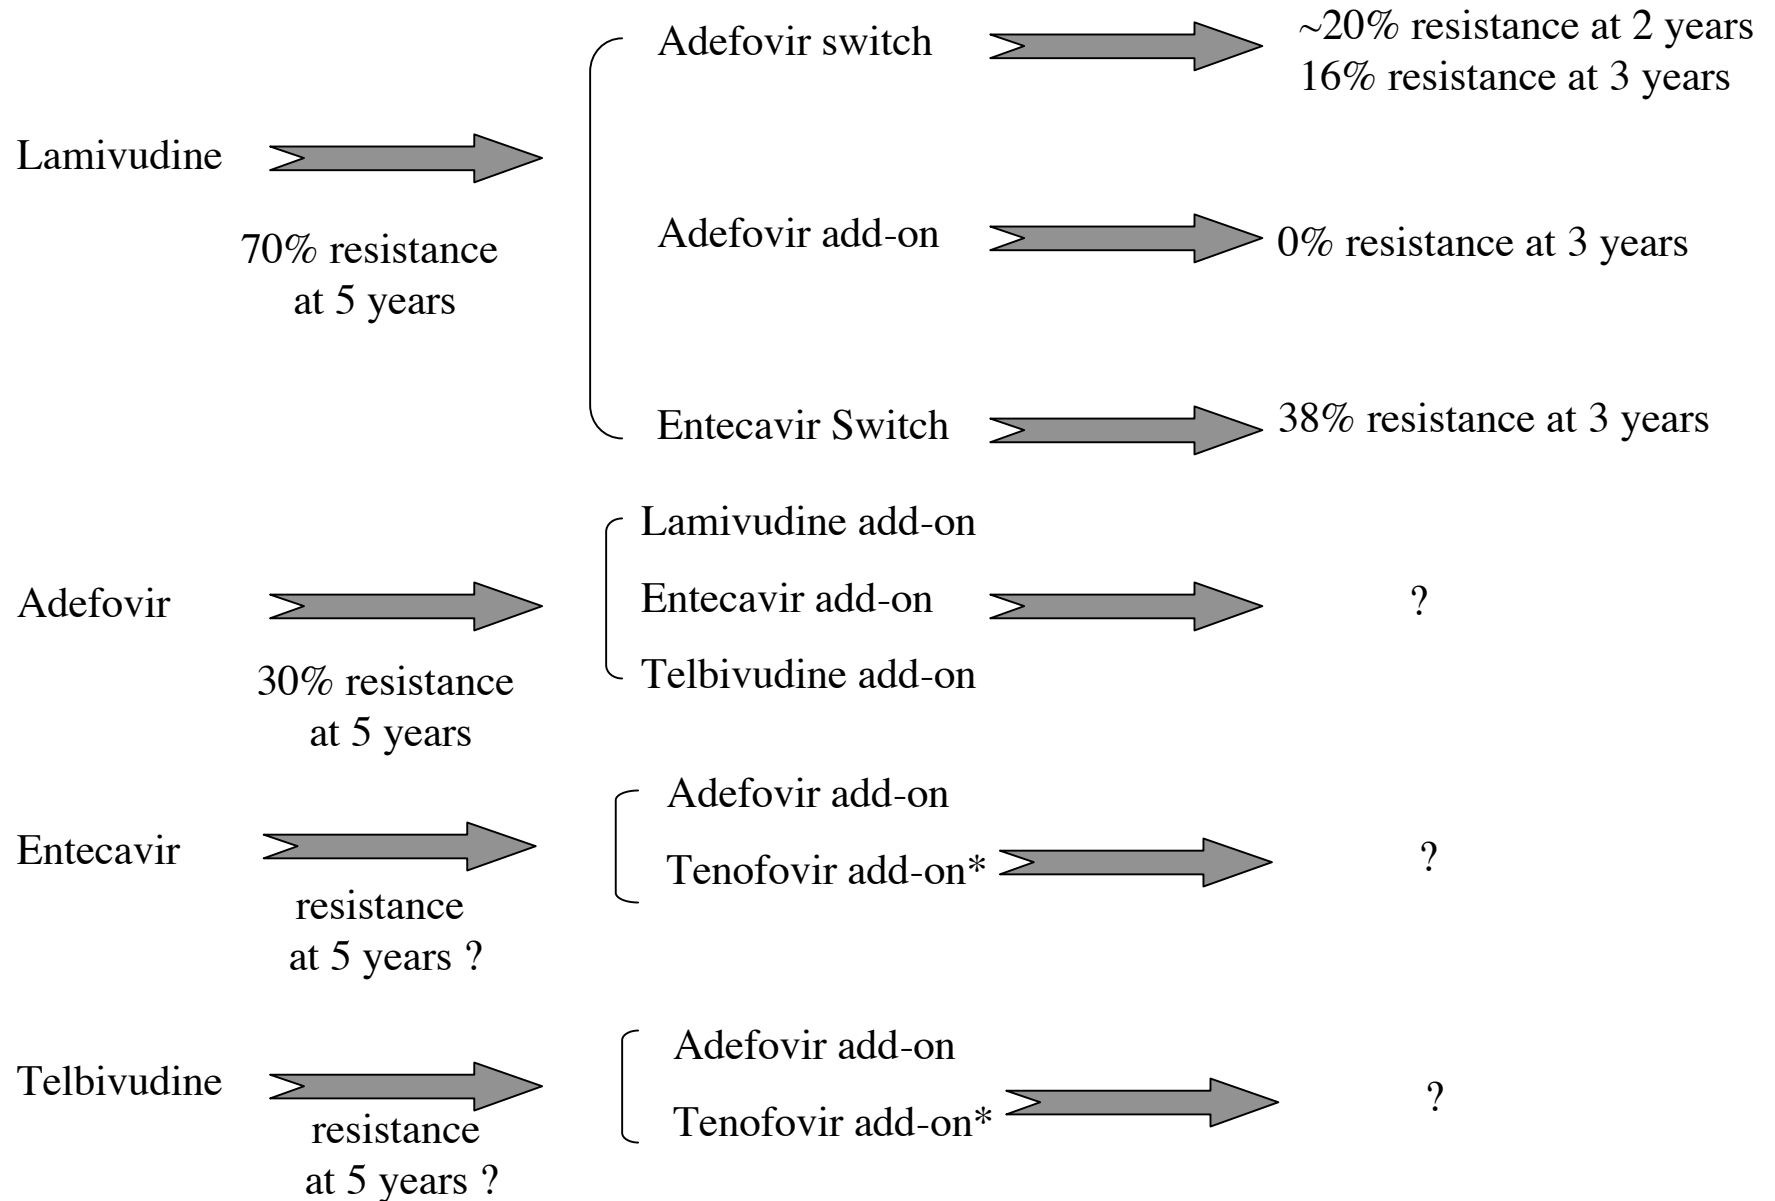 Adefovir switch
~20% resistance at 2 years
16% resistance at 3 years
Lamivudine
70% resistance
at 5 years
Adefovir add-on
0% resistance at 3 years
Entecavir Switch
38% resistance at 3 years
Adefovir
30% resistance
at 5 years
Lamivudine add-on
Entecavir add-on
Telbivudine add-on
?
Entecavir
resistance
at 5 years ?
Adefovir add-on
Tenofovir add-on*
?
Telbivudine
resistance
at 5 years ?
Adefovir add-on
Tenofovir add-on*
?